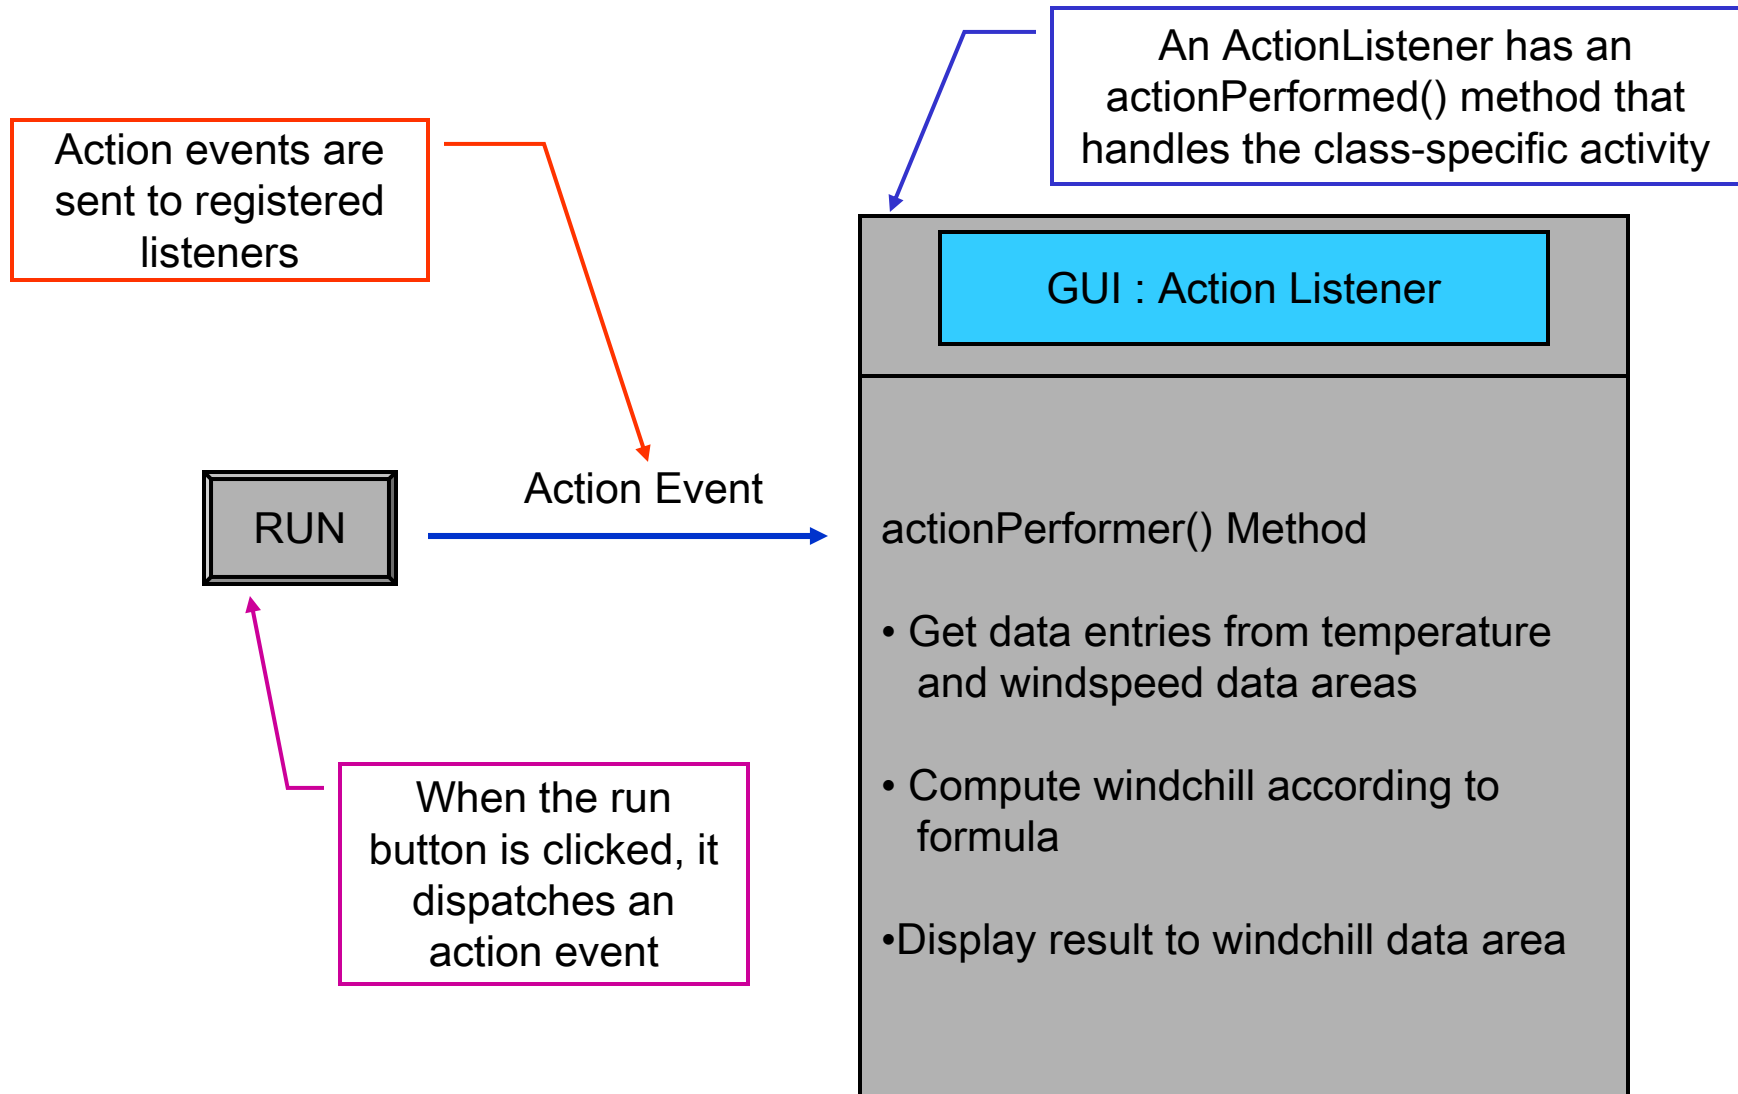 An ActionListener has an
actionPerformed() method that
handles the class-specific activity
Action events are
sent to registered
listeners
GUI : Action Listener
Action Event
RUN
actionPerformer() Method
• Get data entries from temperature
and windspeed data areas
• Compute windchill according to
formula
•Display result to windchill data area
When the run
button is clicked, it
dispatches an
action event